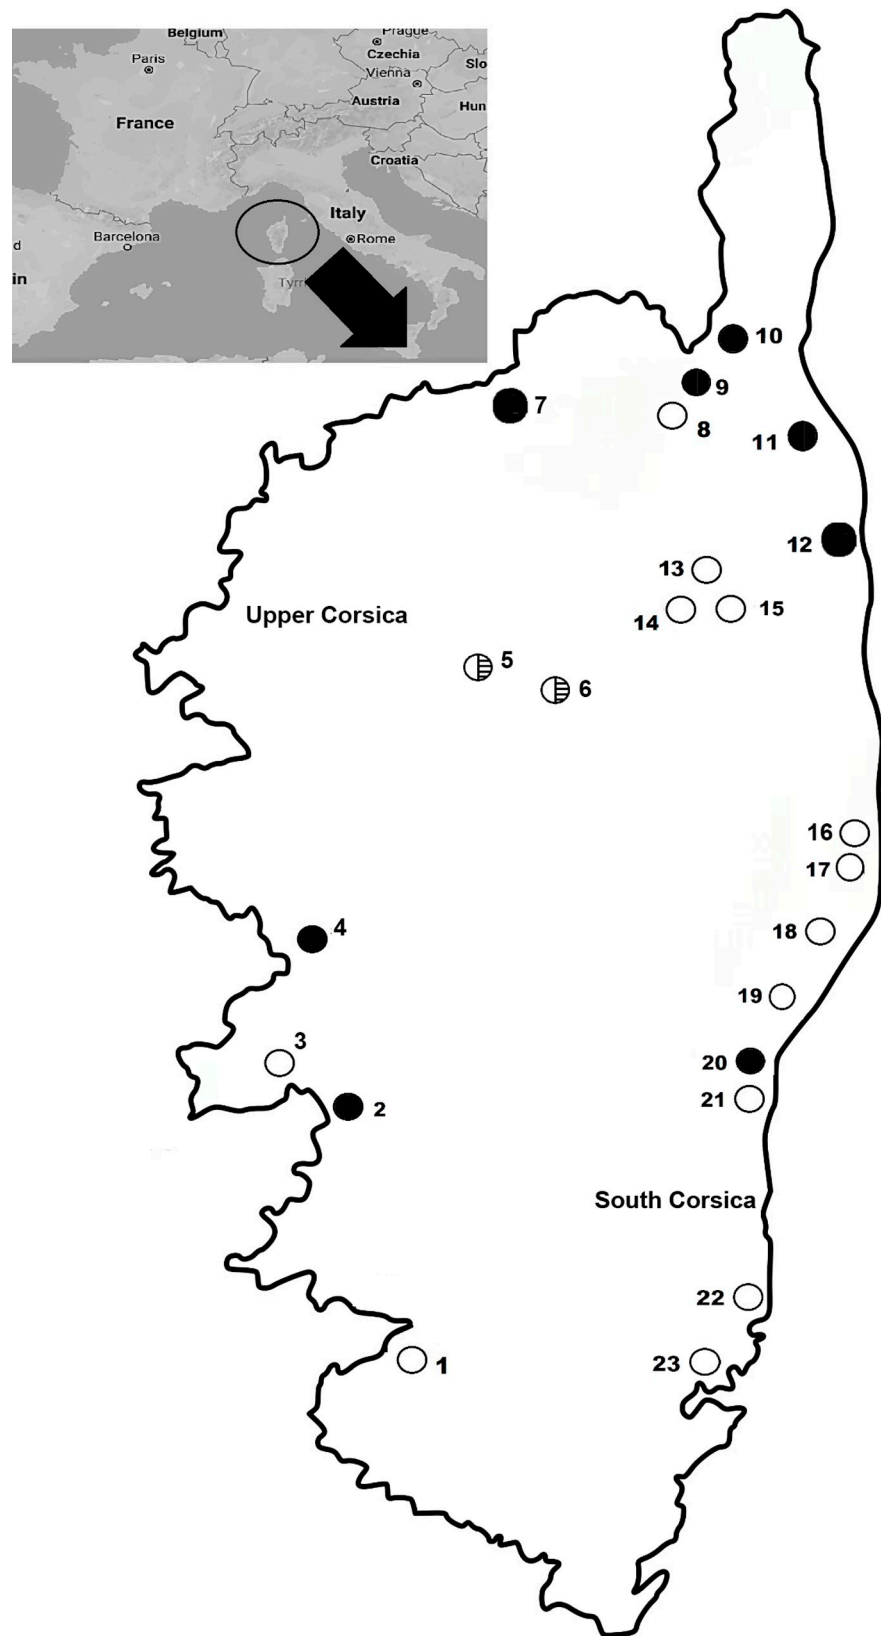 Prague
Belgium
Czechia
Paris
Slo
Vienna
Austria
Hun
France
Croatia
Italy
d
Barcelona
Rome
in
Tyrr
10
9
7
8
11
12
13
14
15
Upper Corsica
5
6
16
17
4
18
19
3
20
2
21
South Corsica
22
1
23